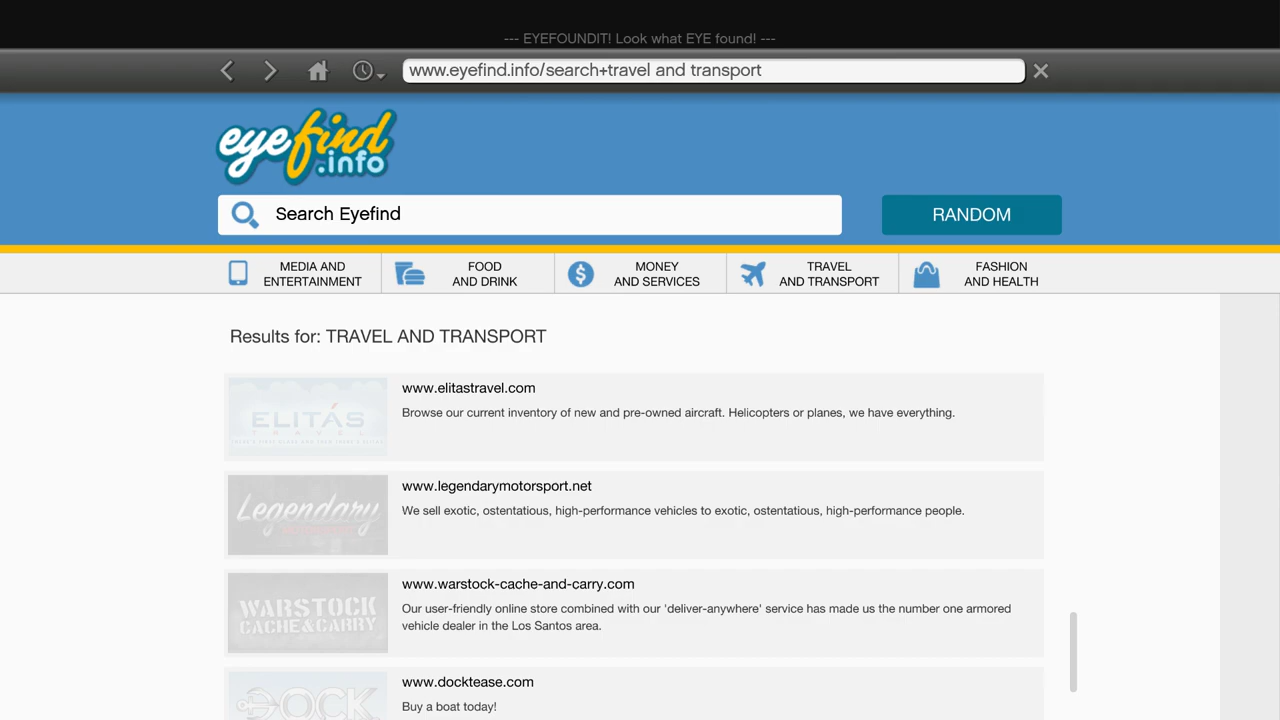 --- EYEFOUNDIT! Look what EYE found! ---
www.eyefind.info/search+travel and transport
eyefind
.info
Search Eyefind
RANDOM
MEDIA AND
ENTERTAINMENT
FOOD
AND DRINK
MONEY
AND SERVICES
TRAVEL
AND TRANSPORT
FASHION
AND HEALTH
Results for: TRAVEL AND TRANSPORT
ELITÁS
TRAVEL
www.elitastravel.com
Browse our current inventory of new and pre-owned aircraft. Helicopters or planes, we have everything.
Legendary
www.legendarymotorsport.net
We sell exotic, ostentatious, high-performance vehicles to exotic, ostentatious, high-performance people.
WARSTOCK
CACHE&CARRY
www.warstock-cache-and-carry.com
Our user-friendly online store combined with our 'deliver-anywhere' service has made us the number one armored
vehicle dealer in the Los Santos area.
DOCK
www.docktease.com
Buy a boat today!